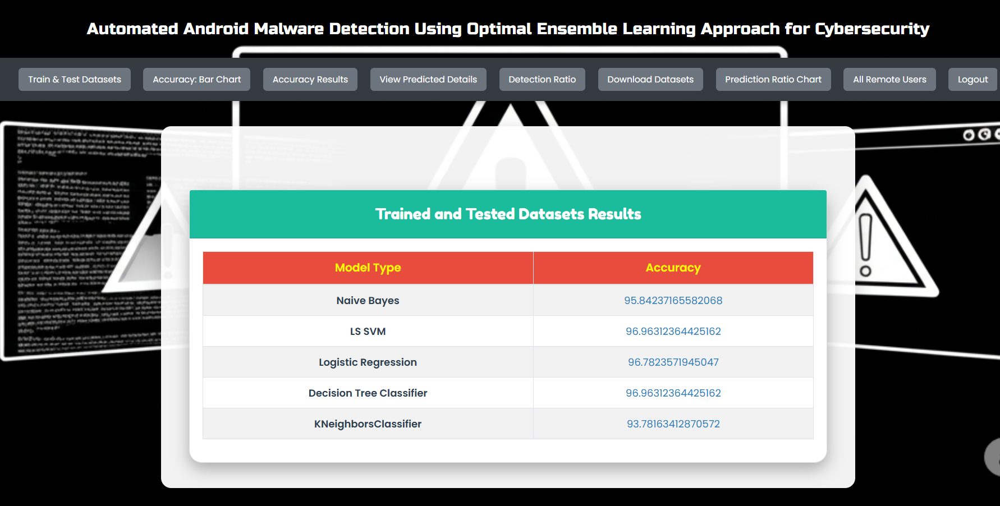 Automated Android Malware Detection Using Optimal Ensemble Learning Approach for Cybersecurity
Train & Test Datasets Accuracy: Bar Chart Accuracy Results View Predicted Details Detection Ratio Download Datasets Prediction Ratio Chart All Remote Users Logout
Trained and Tested Datasets Results
Model Type Accuracy
Naive Bayes 95.84237165582068
LS SVM 96.96312364425162
Logistic Regression 96.7823571945047
Decision Tree Classifier 96.96312364425162
KNeighborsClassifier 93.78163412870572